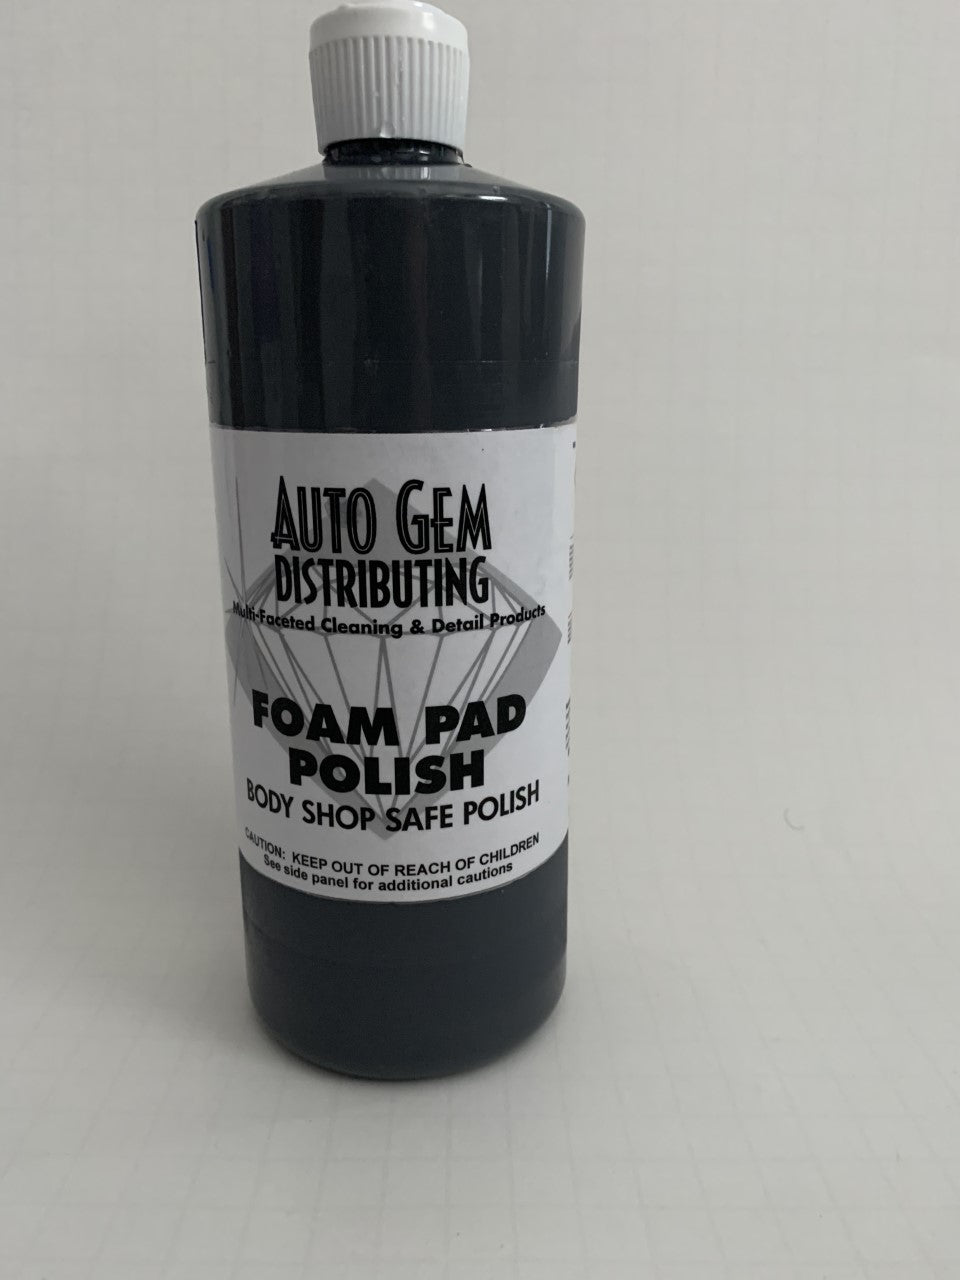 AUTO GEM
DISTRIBUTING
Multi-Faceted Cleaning & Detail Products
FOAM PAD
POLISH
BODY SHOP SAFE POLISH
CAUTION: KEEP OUT OF REACH OF CHILDREN
See side panel for additional cautions